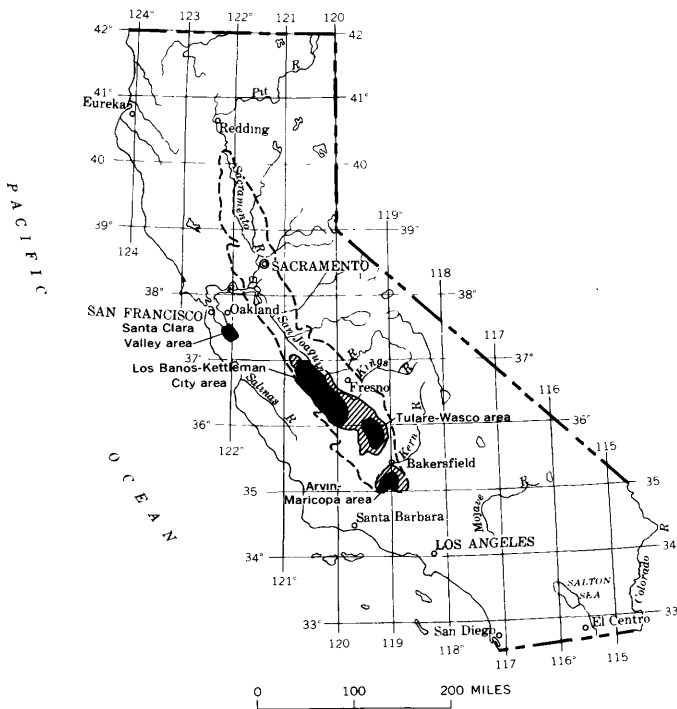 124° 123° 122° 121° 120
42° 42
R
Pit
Eureka 41° 41°
Redding
40 40
Sacramento
119°
39° 39°
124
R
118
SACRAMENTO
38° 38°
SAN FRANCISCO Oakland
117
Santa Clara
Valley area
San Joaquin
R
37° 37°
Los Banos-Kettleman
City area
Kings
R
Fresno
116
Salinas
R
R
Tulare-Wasco area
36° 36°
122°
Kern
115
Bakersfield
Arvin-
Maricopa area
35° 35
R
Mojave
Santa Barbara
R
LOS ANGELES
34° 34
121°
SALTON
SEA
Colorado
33° 33
El Centro
San Diego
120 119 118° 117 116° 115
PACIFIC
OCEAN
0 100 200 MILES